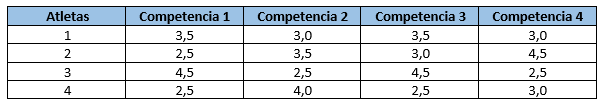 Atletas Competencia 1 Competencia 2 Competencia 3 Competencia 4
1 3,5 3,0 3,5 3,0
2 2,5 3,5 3,0 4,5
3 4,5 2,5 4,5 2,5
4 2,5 4,0 2,5 3,0